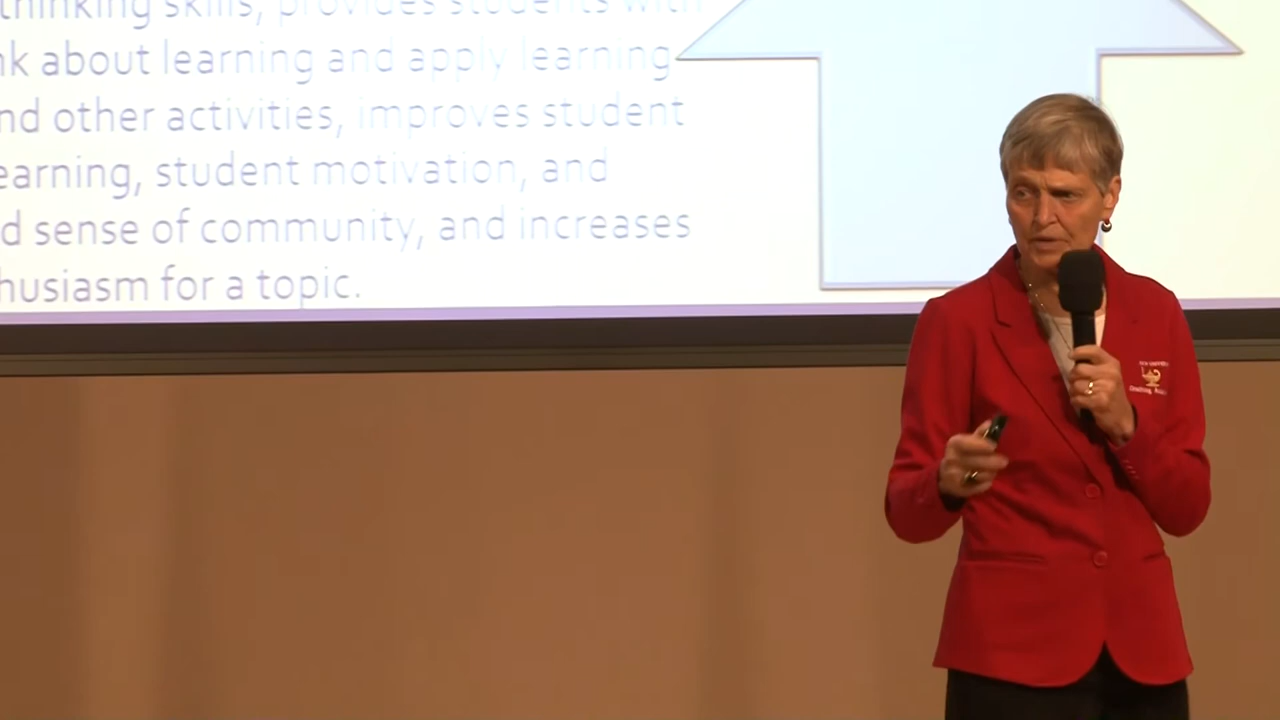 thinking skills, provides students with
nk about learning and apply learning
nd other activities, improves student
earning, student motivation, and
d sense of community, and increases
husiasm for a topic.